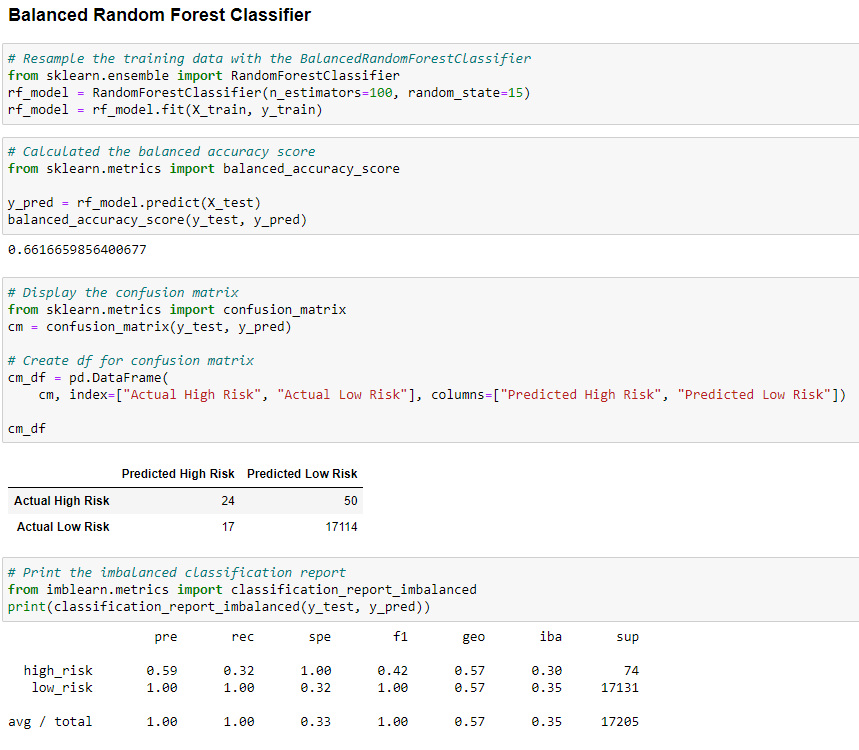 Balanced Random Forest Classifier
# Resample the training data with the BalancedRandomForestClassifier
from sklearn.ensemble import RandomForestClassifier
rf_model = RandomForestClassifier(n_estimators=100, random_state=15)
rf_model = rf_model.fit(X_train, y_train)
# Calculated the balanced accuracy score
from sklearn.metrics import balanced_accuracy_score
y_pred = rf_model.predict(X_test)
balanced_accuracy_score(y_test, y_pred)
0.6616659856400677
# Display the confusion matrix
from sklearn.metrics import confusion_matrix
cm = confusion_matrix(y_test, y_pred)
# Create df for confusion matrix
cm_df = pd.DataFrame(
    cm, index=["Actual High Risk", "Actual Low Risk"], columns=["Predicted High Risk", "Predicted Low Risk"])
cm_df
Predicted High Risk Predicted Low Risk
Actual High Risk 24 50
Actual Low Risk 17 17114
# Print the imbalanced classification report
from imblearn.metrics import classification_report_imbalanced
print(classification_report_imbalanced(y_test, y_pred))
pre rec spe f1 geo iba sup
high_risk 0.59 0.32 1.00 0.42 0.57 0.30 74
low_risk 1.00 1.00 0.32 1.00 0.57 0.35 17131
avg / total 1.00 1.00 0.33 1.00 0.57 0.35 17205